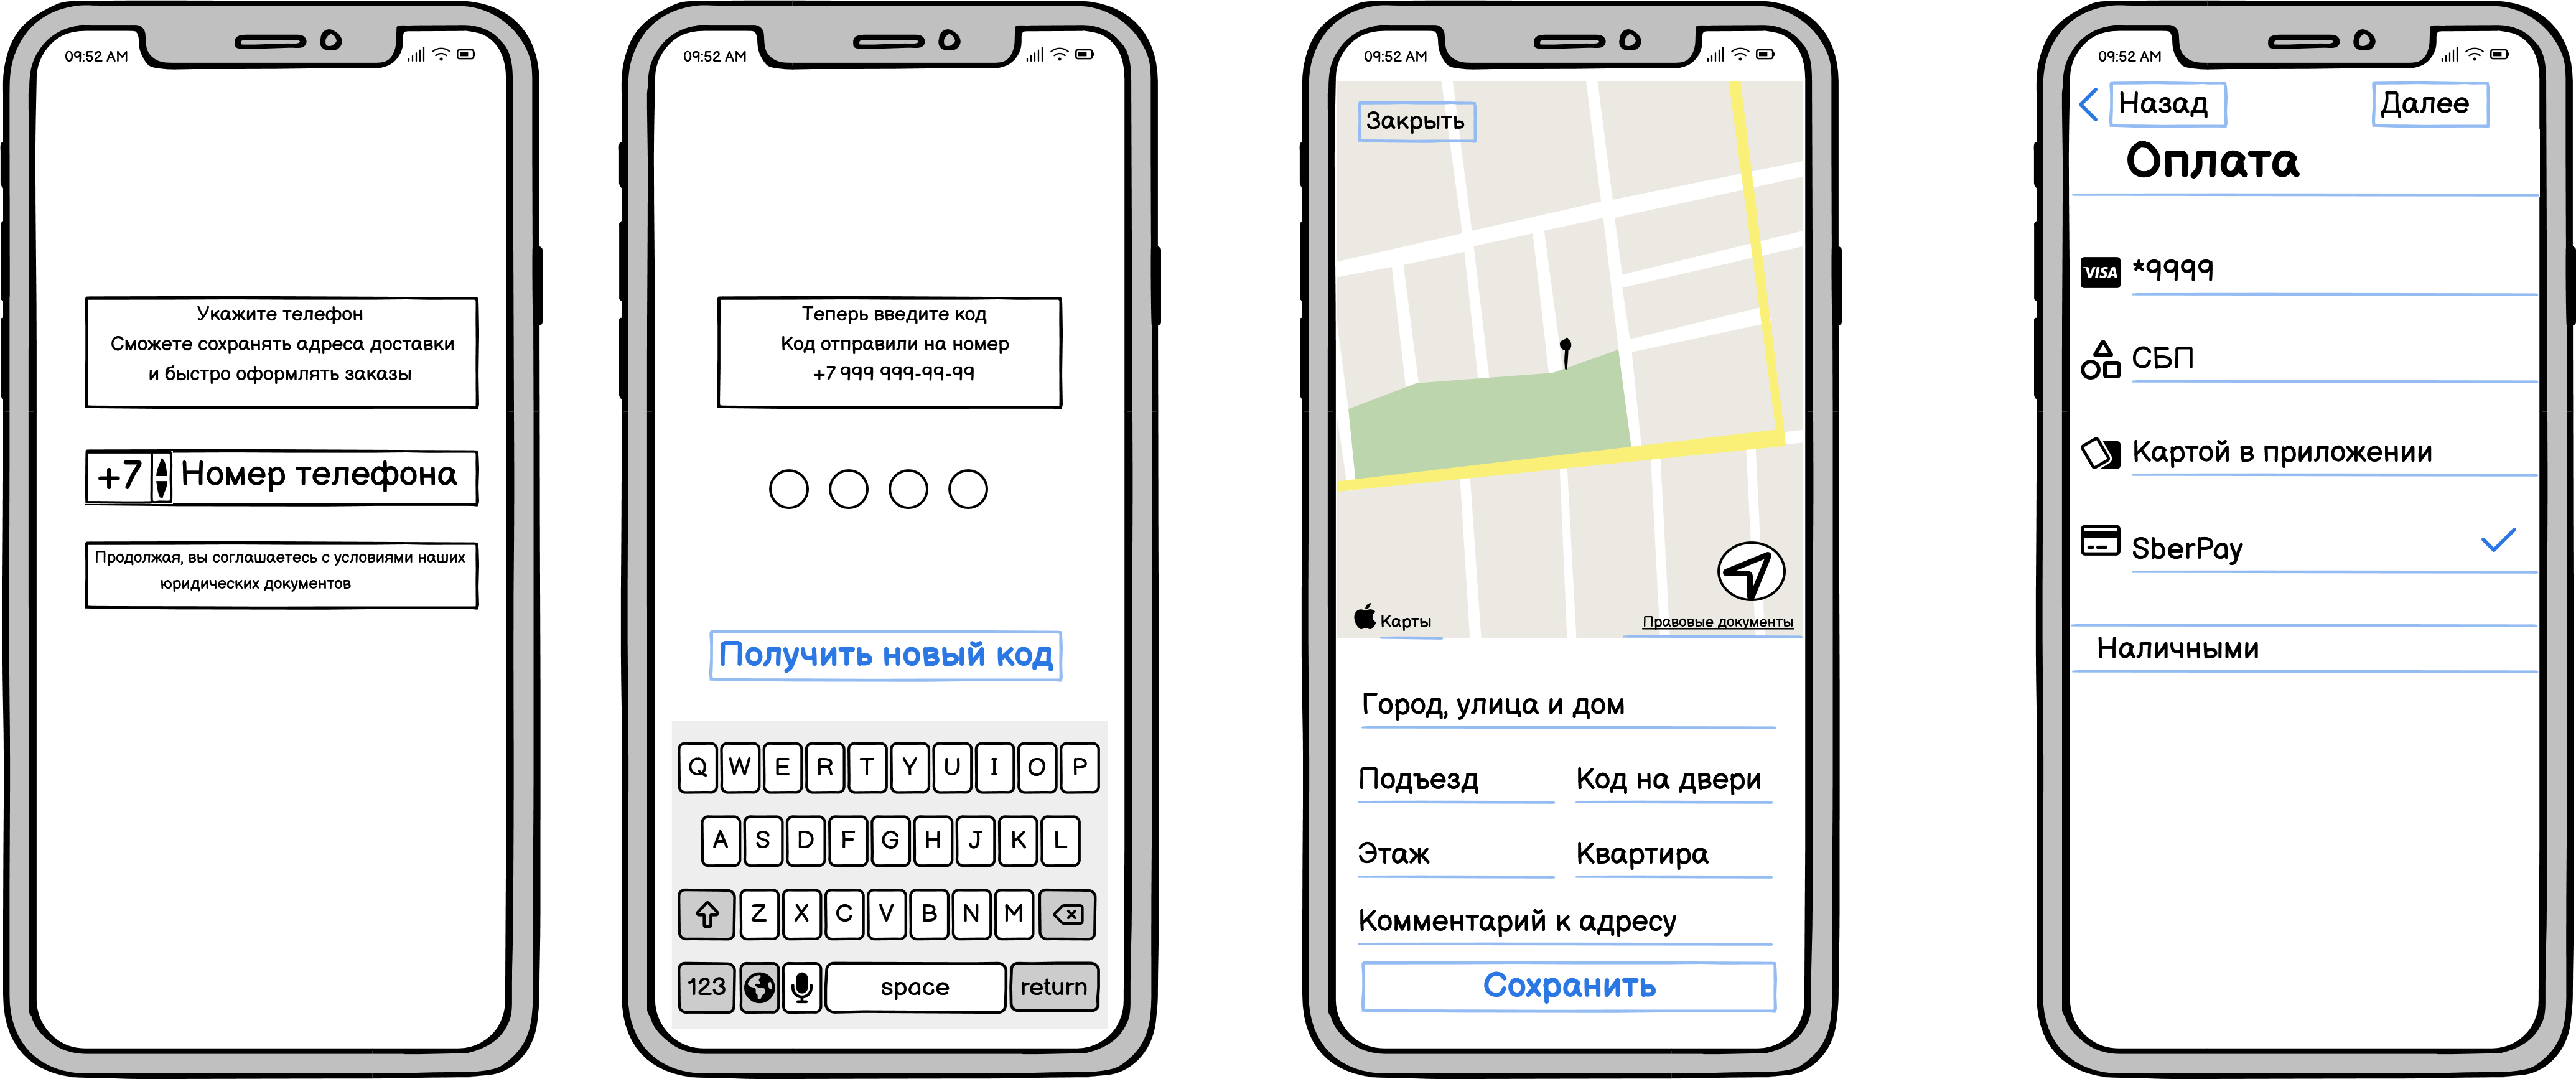 09:52 AM
Укажите телефон
Сможете сохранять адреса доставки
и быстро оформлять заказы
+7 Номер телефона
Продолжая, вы соглашаетесь с условиями наших
юридических документов
09:52 AM
Теперь введите код
Код отправили на номер
+7 999 999-99-99
Получить новый код
Q W E R T Y U I O P
A S D F G H J K L
Z X C V B N M
123 space return
09:52 AM
Закрыть
Карты Правовые документы
Город, улица и дом
Подъезд Код на двери
Этаж Квартира
Комментарий к адресу
Сохранить
09:52 AM
Назад Далее
Оплата
VISA *9999
СБП
Картой в приложении
SberPay
Наличными